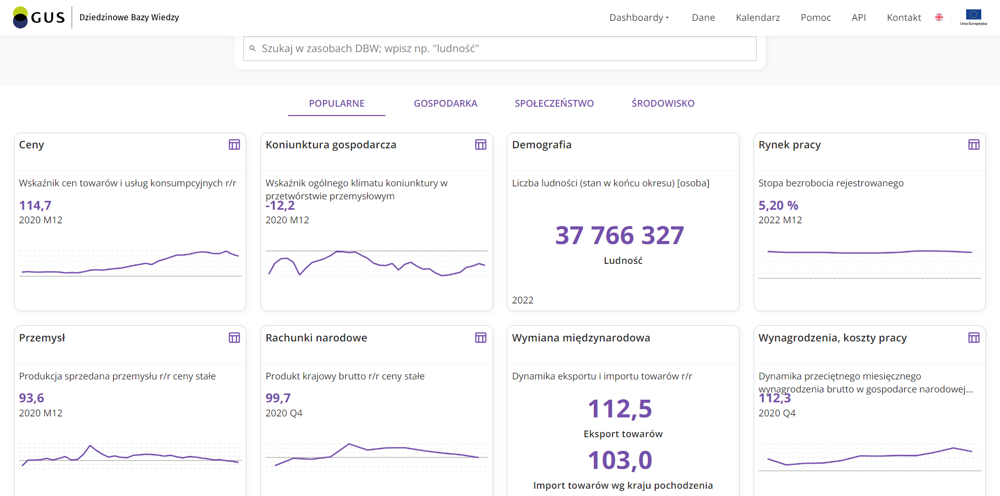 GUS
Dziedzinowe Bazy Wiedzy
Dashboardy
Dane
Kalendarz
Pomoc
API
Kontakt
Unia Europejska
Szukaj w zasobach DBW; wpisz np. "ludność"
POPULARNE
GOSPODARKA
SPOŁECZEŃSTWO
ŚRODOWISKO
Ceny
Wskaźnik cen towarów i usług konsumpcyjnych r/r
114,7
2020 M12
Koniunktura gospodarcza
Wskaźnik ogólnego klimatu koniunktury w
przetwórstwie przemysłowym
-12,2
2020 M12
Demografia
Liczba ludności (stan w końcu okresu) [osoba]
37 766 327
Ludność
2022
Rynek pracy
Stopa bezrobocia rejestrowanego
5,20 %
2022 M12
Przemysł
Produkcja sprzedana przemysłu r/r ceny stałe
93,6
2020 M12
Rachunki narodowe
Produkt krajowy brutto r/r ceny stałe
99,7
2020 Q4
Wymiana międzynarodowa
Dynamika eksportu i importu towarów r/r
112,5
Eksport towarów
103,0
Import towarów wg kraju pochodzenia
Wynagrodzenia, koszty pracy
Dynamika przeciętnego miesięcznego
wynagrodzenia brutto w gospodarce narodowej...
112,3
2020 Q4